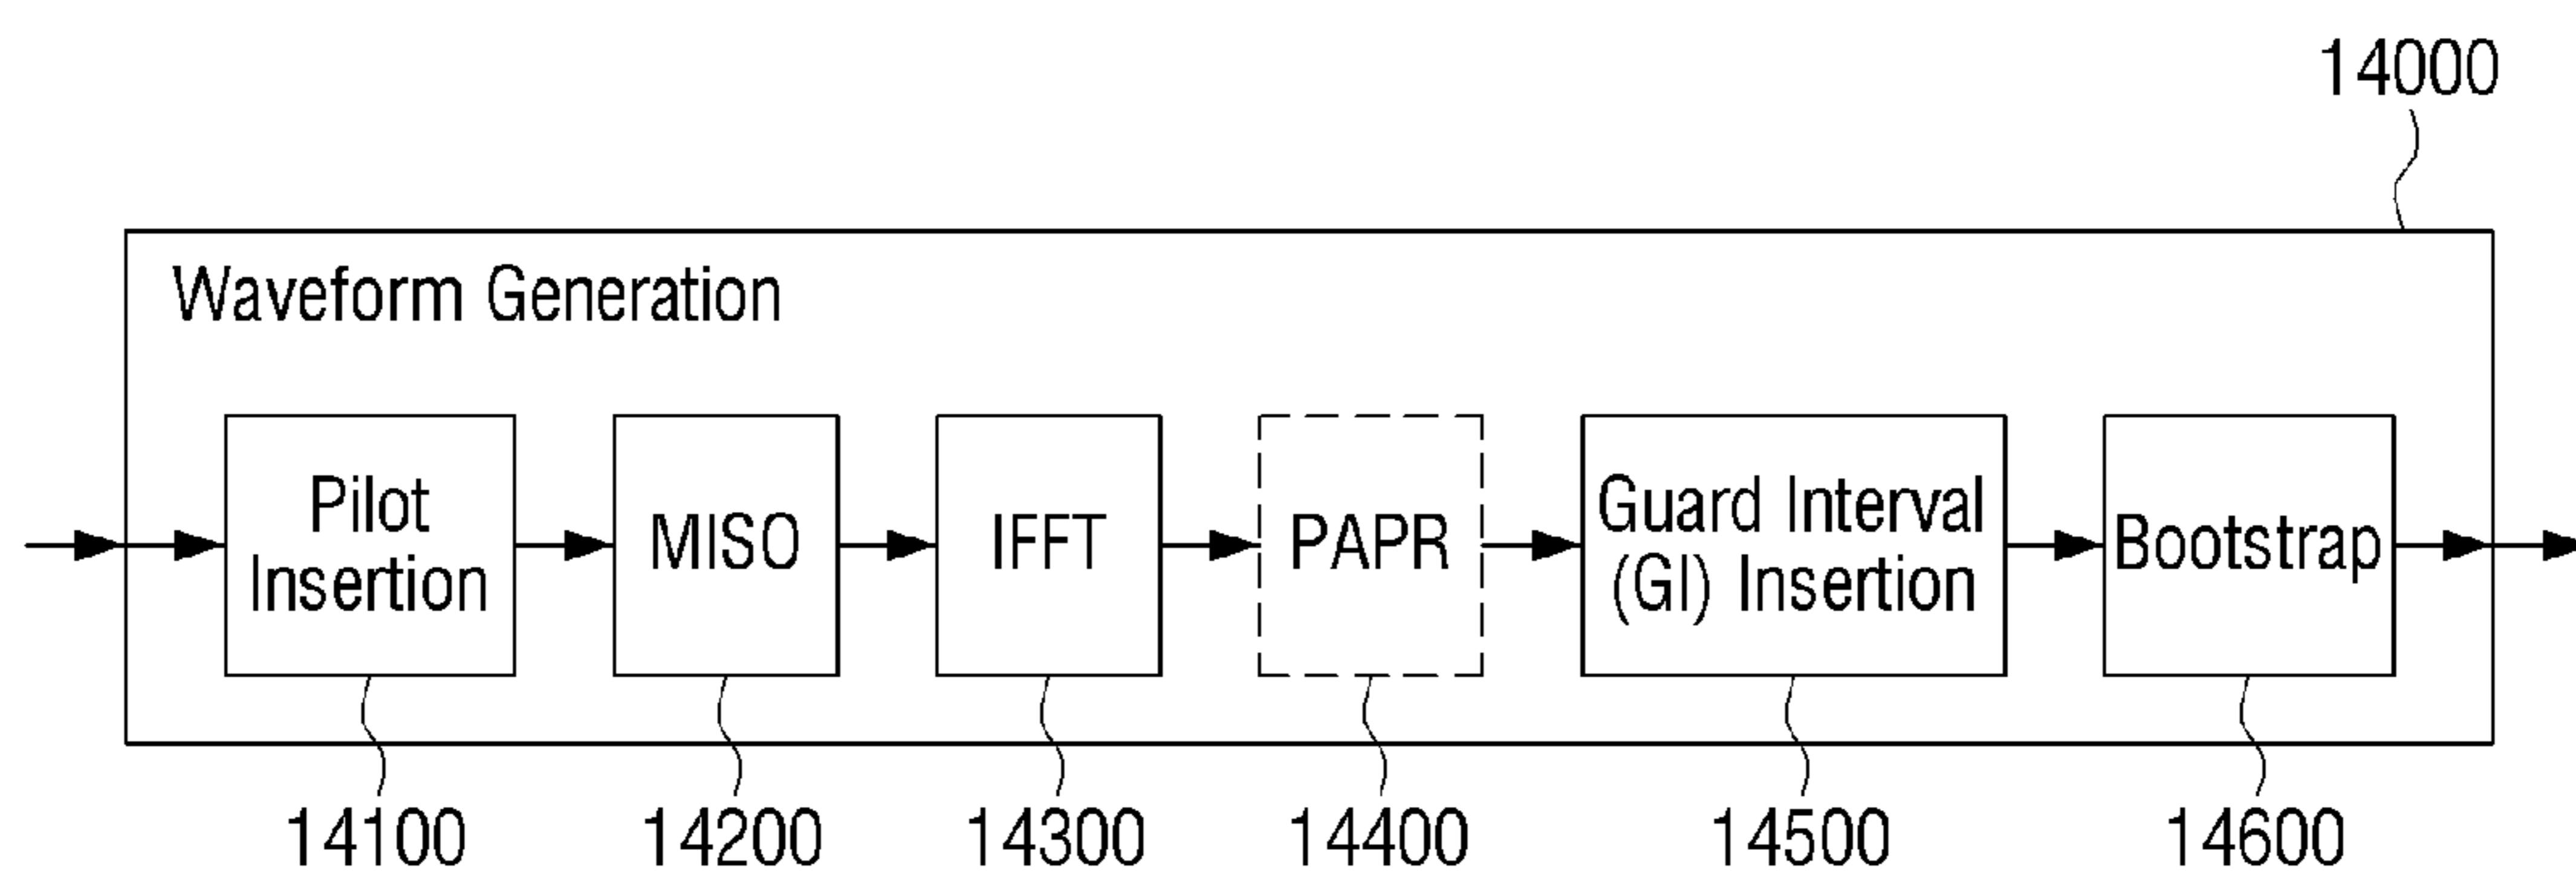 14000
Waveform Generation
Pilot
Insertion
MISO
IFFT
PAPR
Guard Interval
(GI) Insertion
Bootstrap
14100
14200
14300
14400
14500
14600